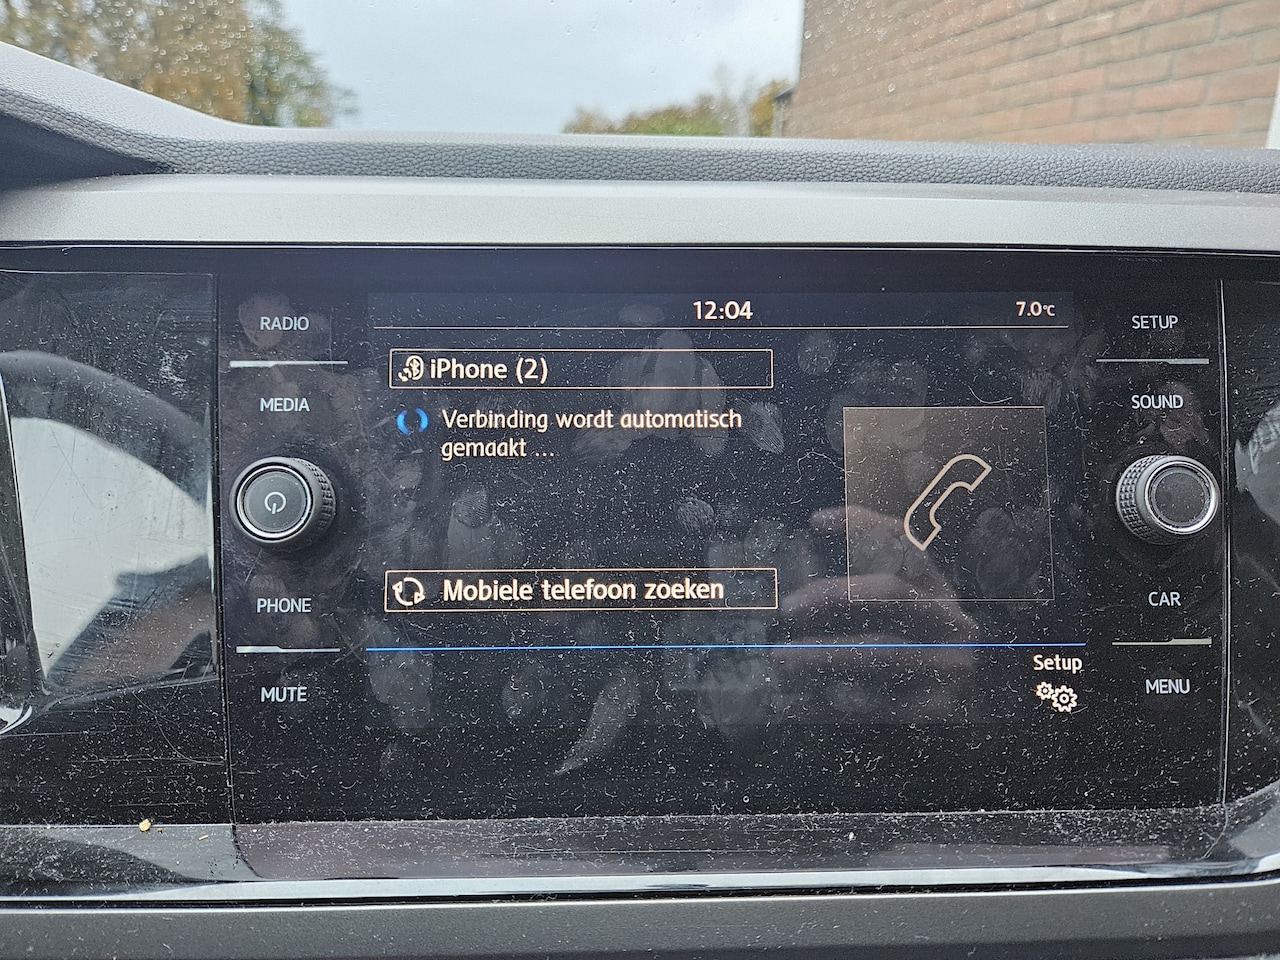 12:04
7.0°C
RADIO
SETUP
iPhone (2)
MEDIA
SOUND
Verbinding wordt automatisch
gemaakt ...
Mobiele telefoon zoeken
PHONE
CAR
Setup
MUTE
MENU